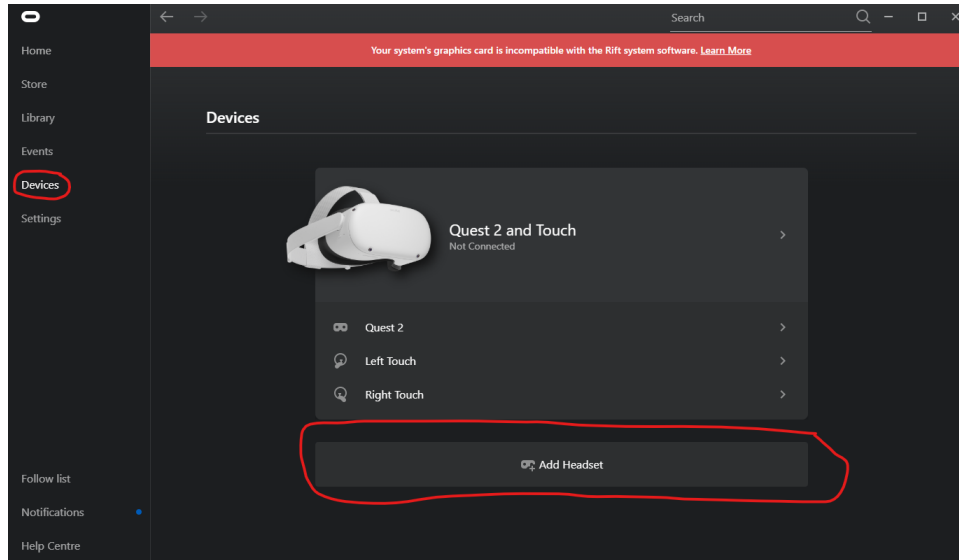 Search
Your system's graphics card is incompatible with the Rift system software. Learn More
Home
Store
Library
Events
Devices
Settings
Devices
Quest 2 and Touch
Not Connected
Quest 2
Left Touch
Right Touch
Add Headset
Follow list
Notifications
Help Centre